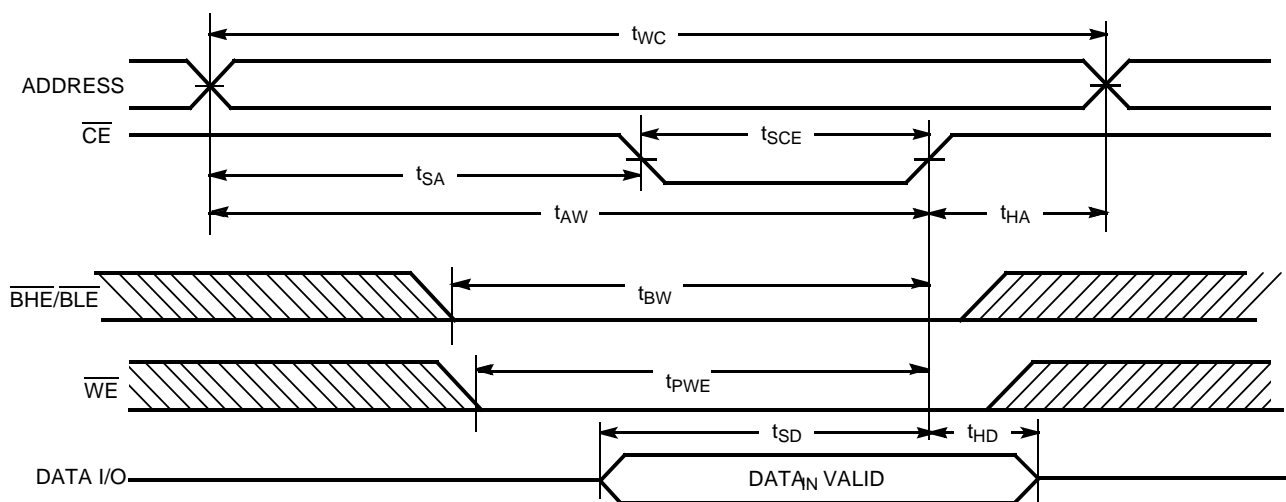 tWC
ADDRESS
CE
tSCE
tSA
tAW
tHA
BHE/BLE
tBW
WE
tPWE
tSD
tHD
DATA I/O
DATAIN VALID